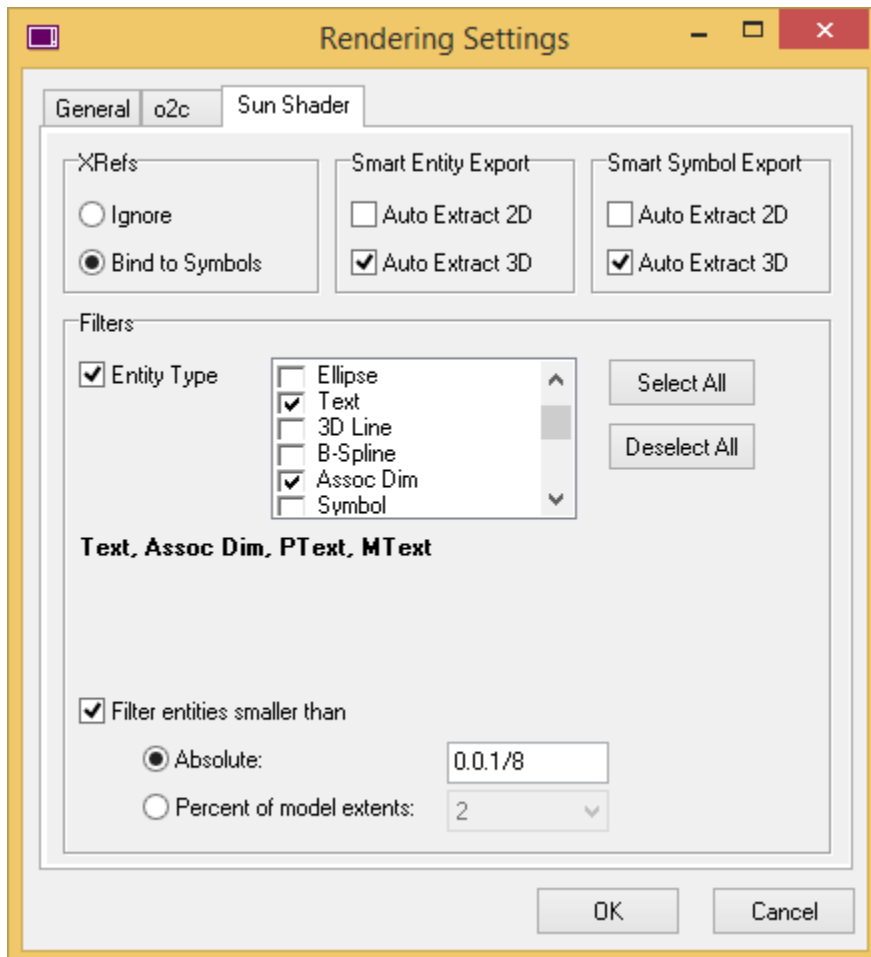 Rendering Settings
General o2c Sun Shader
XRefs Smart Entity Export Smart Symbol Export
Ignore Auto Extract 2D Auto Extract 2D
Bind to Symbols Auto Extract 3D Auto Extract 3D
Filters
Entity Type
Ellipse
Text
3D Line
B-Spline
Assoc Dim
Symbol
Select All
Deselect All
Text, Assoc Dim, PText, MText
Filter entities smaller than
Absolute: 0.0.1/8
Percent of model extents: 2
OK Cancel